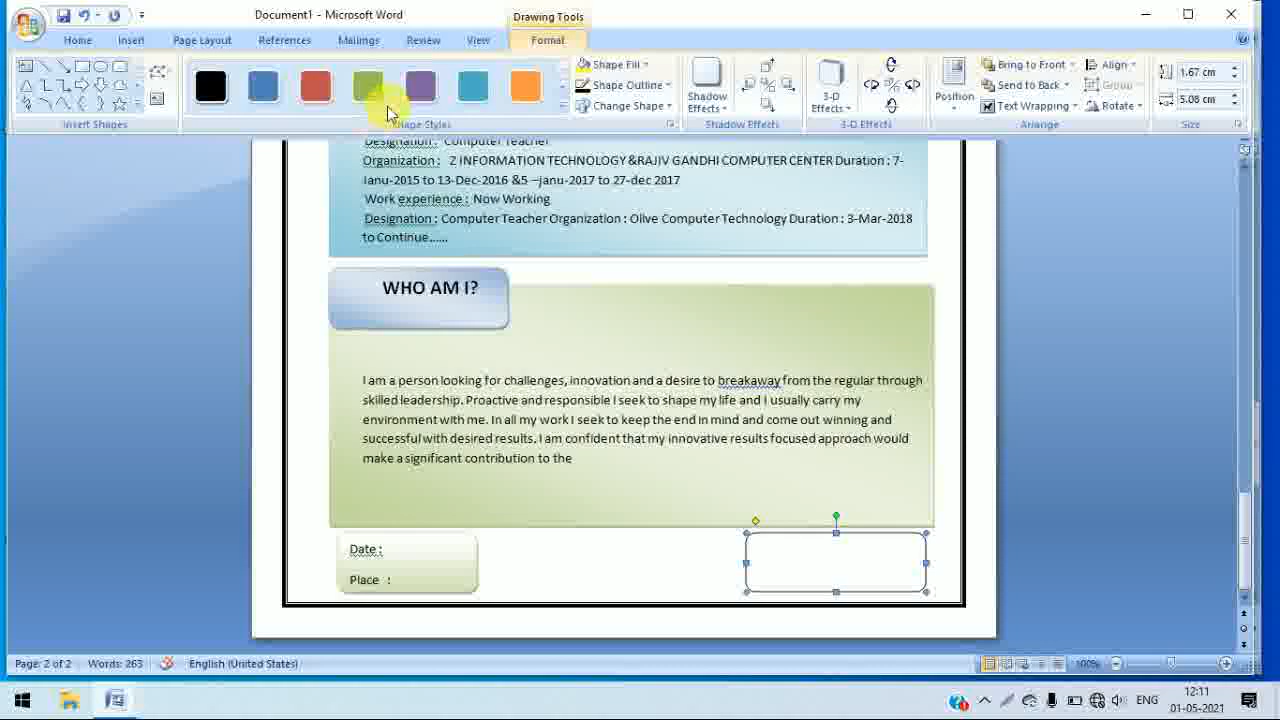 Document1 - Microsoft Word
Drawing Tools
Home Insert Page Layout References Mailings Review View Format
Shape Fill
Shape Outline
Change Shape
Shadow Effects
3-D Effects
Position
Bring to Front
Send to Back
Text Wrapping
Align
Group
Rotate
1.67 cm
5.08 cm
Insert Shapes Shape Styles Shadow Effects 3-D Effects Arrange Size
Designation : Computer Teacher
Organization : Z INFORMATION TECHNOLOGY &RAJIV GANDHI COMPUTER CENTER Duration : 7-
Janu-2015 to 13-Dec-2016 &5 –janu-2017 to 27-dec 2017
Work experience : Now Working
Designation : Computer Teacher Organization : Olive Computer Technology Duration : 3-Mar-2018
to Continue......
WHO AM I?
I am a person looking for challenges, innovation and a desire to breakaway from the regular through
skilled leadership. Proactive and responsible I seek to shape my life and I usually carry my
environment with me. In all my work I seek to keep the end in mind and come out winning and
successful with desired results. I am confident that my innovative results focused approach would
make a significant contribution to the
Date :
Place :
Page: 2 of 2 Words: 263 English (United States) 100%
ENG
12:11
01-05-2021